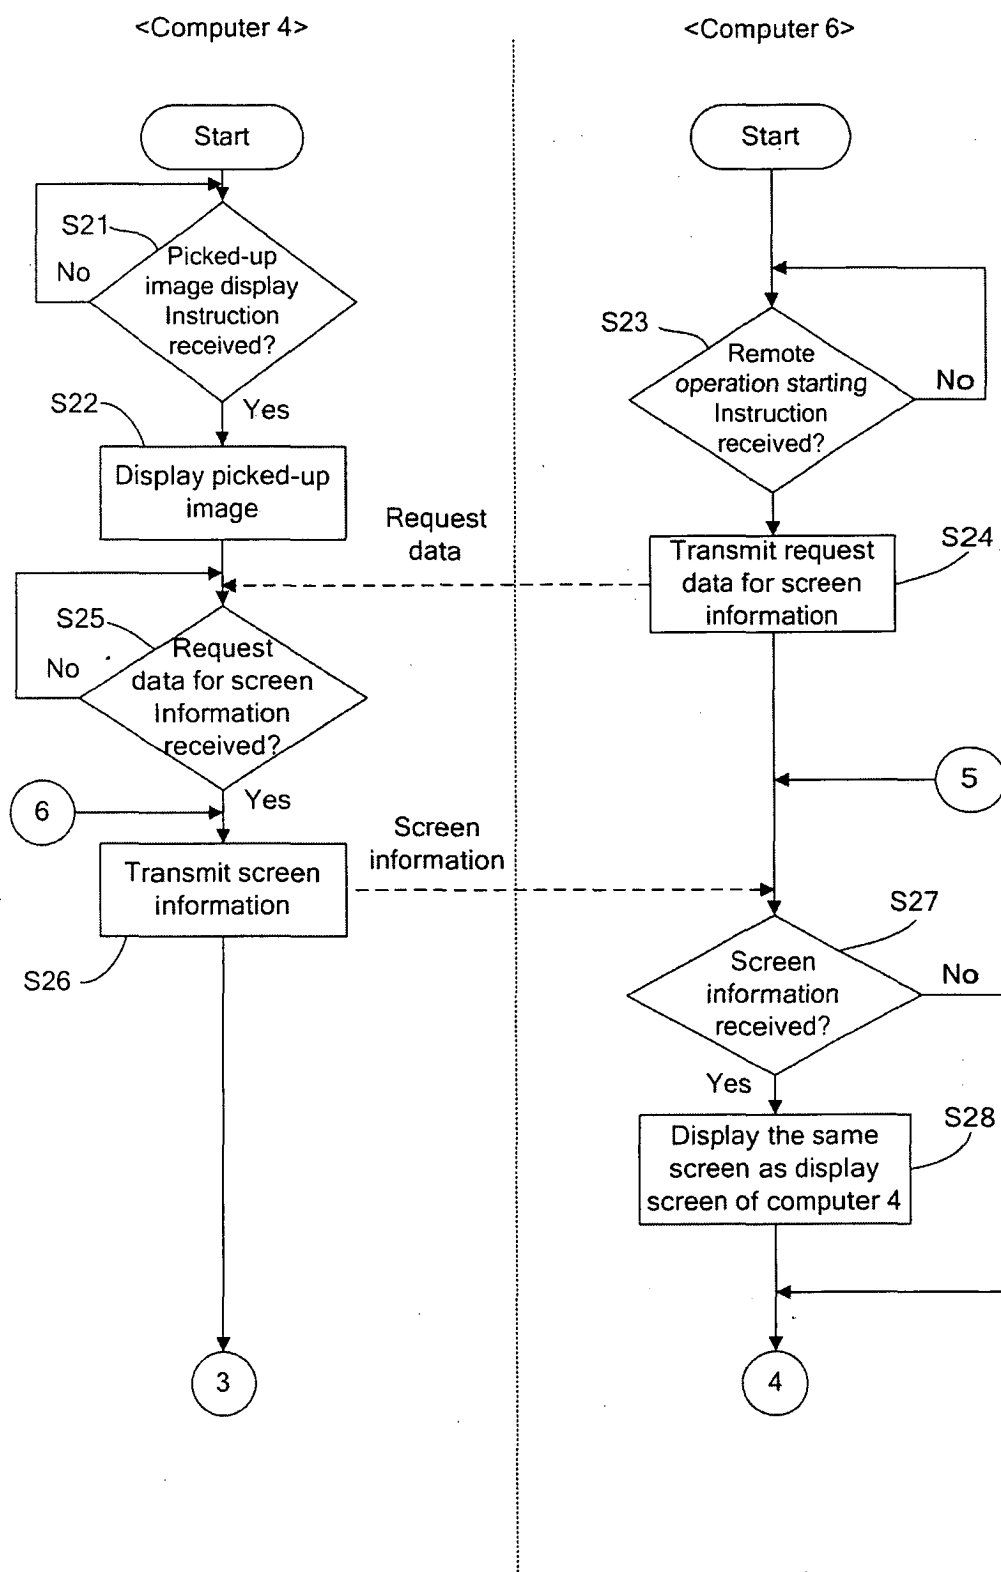 <Computer 4>
Start
S21
No
Picked-up
image display
Instruction
received?
Yes
S22
Display picked-up
image
Request
data
S25
No
Request
data for screen
Information
received?
Yes
6
Screen
information
Transmit screen
information
S26
3
<Computer 6>
Start
S23
Remote
operation starting
Instruction
received?
No
S24
Transmit request
data for screen
information
5
S27
Screen
information
received?
No
Yes
S28
Display the same
screen as display
screen of computer 4
4